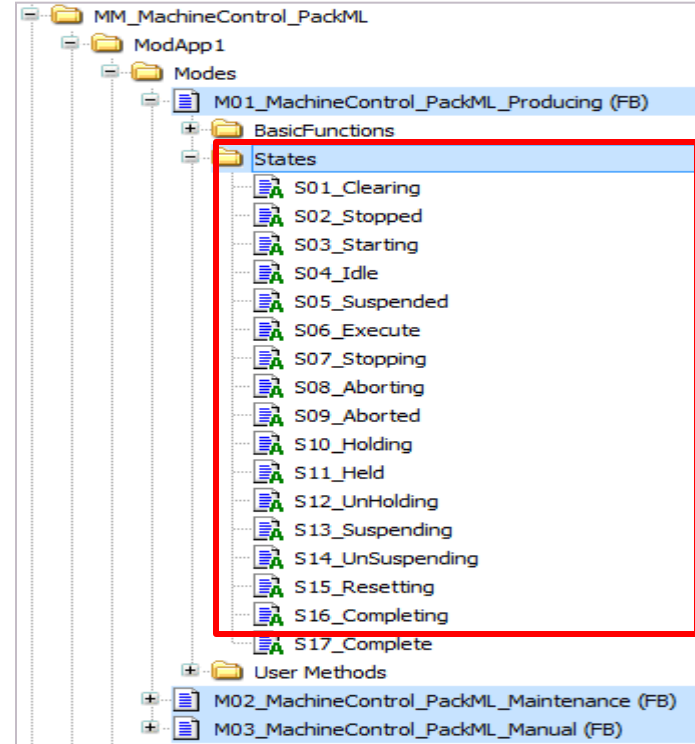 MM_MachineControl_PackML
ModApp1
Modes
M01_MachineControl_PackML_Producing (FB)
BasicFunctions
States
S01_Clearing
S02_Stopped
S03_Starting
S04_Idle
S05_Suspended
S06_Execute
S07_Stopping
S08_Aborting
S09_Aborted
S10_Holding
S11_Held
S12_UnHolding
S13_Suspending
S14_UnSuspending
S15_Resetting
S16_Completing
S17_Complete
User Methods
M02_MachineControl_PackML_Maintenance (FB)
M03_MachineControl_PackML_Manual (FB)